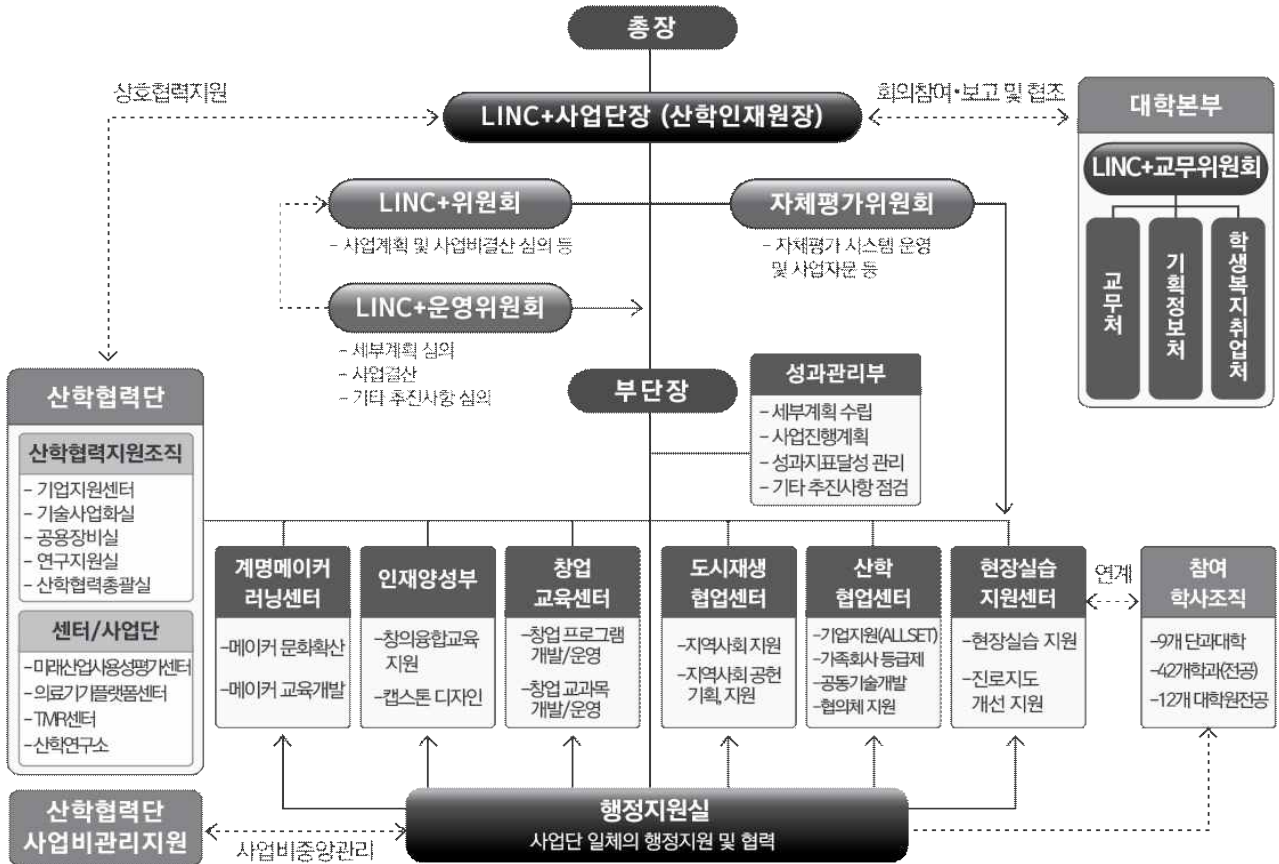 총장
상호협력지원
LINC+사업단장 (산학인재원장)
회의참여•보고 및 협조
대학본부
LINC+교무위원회
교무처
기획정보처
학생복지취업처
LINC+위원회
- 사업계획 및 사업비결산 심의 등
자체평가위원회
- 자체평가 시스템 운영
및 사업자문 등
LINC+운영위원회
- 세부계획 심의
- 사업결산
- 기타 추진사항 심의
부단장
성과관리부
- 세부계획 수립
- 사업진행계획
- 성과지표달성 관리
- 기타 추진사항 점검
산학협력단
산학협력지원조직
- 기업지원센터
- 기술사업화실
- 공용장비실
- 연구지원실
- 산학협력총괄실
센터/사업단
-미래산업사용성평가센터
-의료기기플랫폼센터
-TMR센터
-산학연구소
계명메이커
러닝센터
-메이커 문화확산
-메이커 교육개발
인재양성부
-창의융합교육
지원
-캡스톤 디자인
창업
교육센터
-창업 프로그램
개발/운영
-창업 교과목
개발/운영
도시재생
협업센터
-지역사회 지원
-지역사회 공헌
기획, 지원
산학
협업센터
-기업지원(ALLSET)
-가족회사 등급제
-공동기술개발
-협의체 지원
현장실습
지원센터
-현장실습 지원
-진로지도
개선 지원
연계
참여
학사조직
-9개 단과대학
-42개학과(전공)
-12개 대학원전공
산학협력단
사업비관리지원
사업비중앙관리
행정지원실
사업단 일체의 행정지원 및 협력